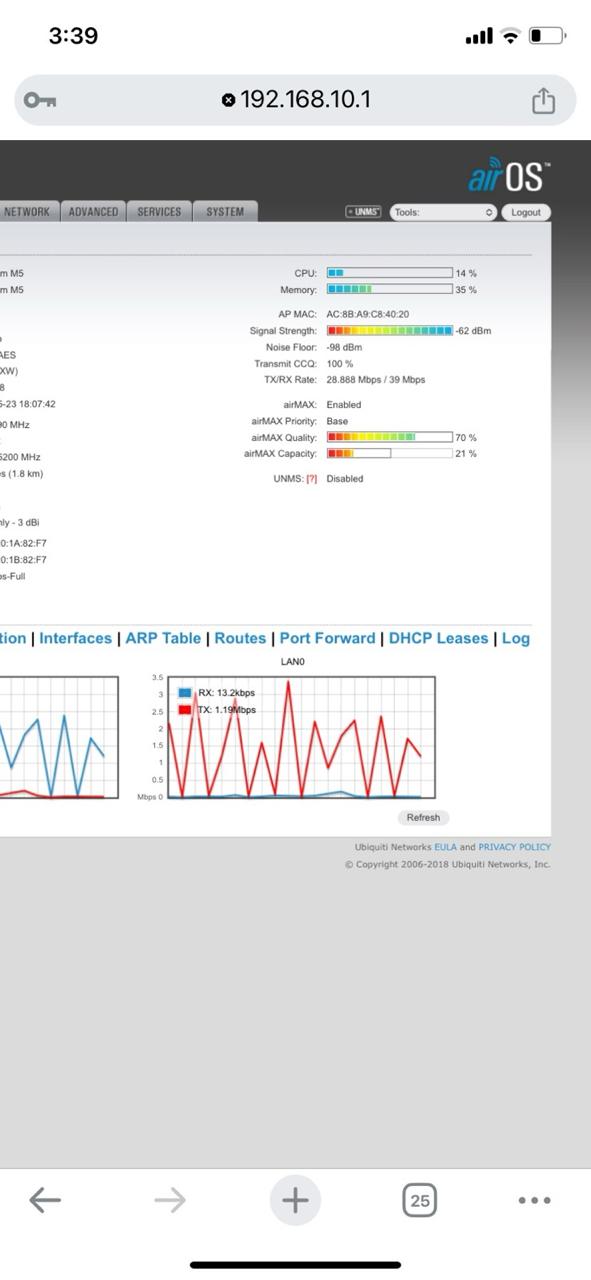 3:39
192.168.10.1
airOS™
NETWORK ADVANCED SERVICES SYSTEM UNMS™ Tools: Logout
m M5 CPU: 14 %
m M5 Memory: 35 %
AP MAC: AC:8B:A9:C8:40:20
Signal Strength: -62 dBm
AES Noise Floor: -98 dBm
XW) Transmit CCQ: 100 %
8 TX/RX Rate: 28.888 Mbps / 39 Mbps
-23 18:07:42 airMAX: Enabled
90 MHz airMAX Priority: Base
airMAX Quality: 70 %
5200 MHz airMAX Capacity: 21 %
s (1.8 km)
UNMS: [?] Disabled
nly - 3 dBi
0:1A:82:F7
0:1B:82:F7
s-Full
tion | Interfaces | ARP Table | Routes | Port Forward | DHCP Leases | Log
LAN0
3.5
3
2.5
2
1.5
1
0.5
Mbps 0
RX: 13.2kbps
TX: 1.19Mbps
Refresh
Ubiquiti Networks EULA and PRIVACY POLICY
© Copyright 2006-2018 Ubiquiti Networks, Inc.
25